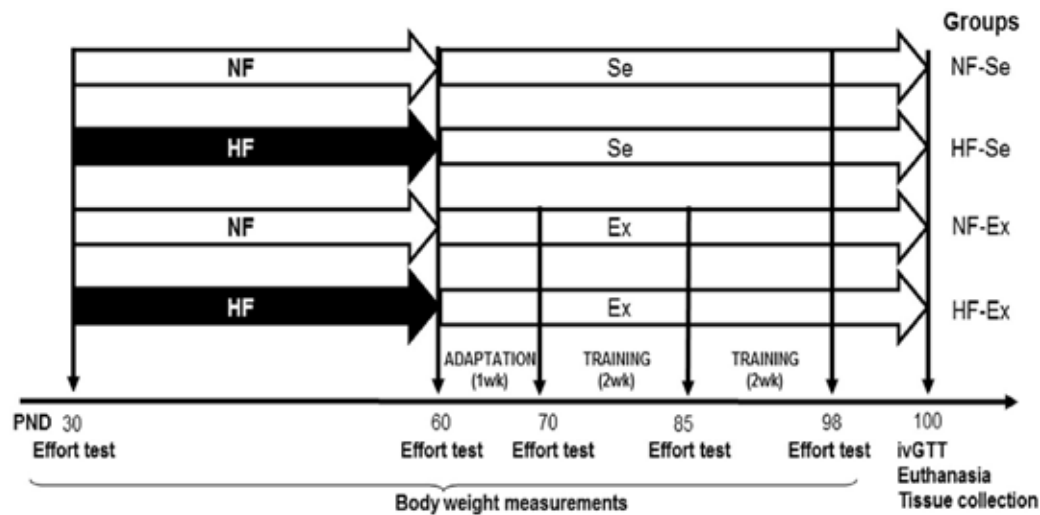 Groups
NF Se NF-Se
HF Se HF-Se
NF Ex NF-Ex
HF Ex HF-Ex
ADAPTATION TRAINING TRAINING
(1wk) (2wk) (2wk)
PND 30 60 70 85 98 100
Effort test Effort test Effort test Effort test Effort test ivGTT
Euthanasia
Body weight measurements Tissue collection